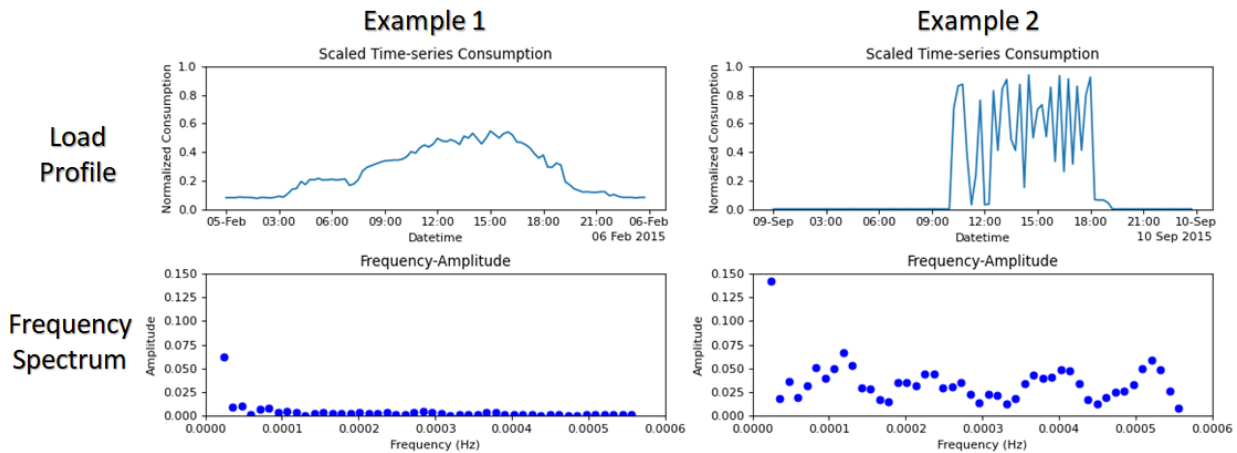 Example 1
Example 2
Load
Profile
Scaled Time-series Consumption
Normalized Consumption
1.0
0.8
0.6
0.4
0.2
0.0
05-Feb 03:00 06:00 09:00 12:00 15:00 18:00 21:00 06-Feb
Datetime
06 Feb 2015
Scaled Time-series Consumption
Normalized Consumption
1.0
0.8
0.6
0.4
0.2
0.0
09-Sep 03:00 06:00 09:00 12:00 15:00 18:00 21:00 10-Sep
Datetime
10 Sep 2015
Frequency
Spectrum
Frequency-Amplitude
Amplitude
0.150
0.125
0.100
0.075
0.050
0.025
0.000
0.0000 0.0001 0.0002 0.0003 0.0004 0.0005 0.0006
Frequency (Hz)
Frequency-Amplitude
Amplitude
0.150
0.125
0.100
0.075
0.050
0.025
0.000
0.0000 0.0001 0.0002 0.0003 0.0004 0.0005 0.0006
Frequency (Hz)